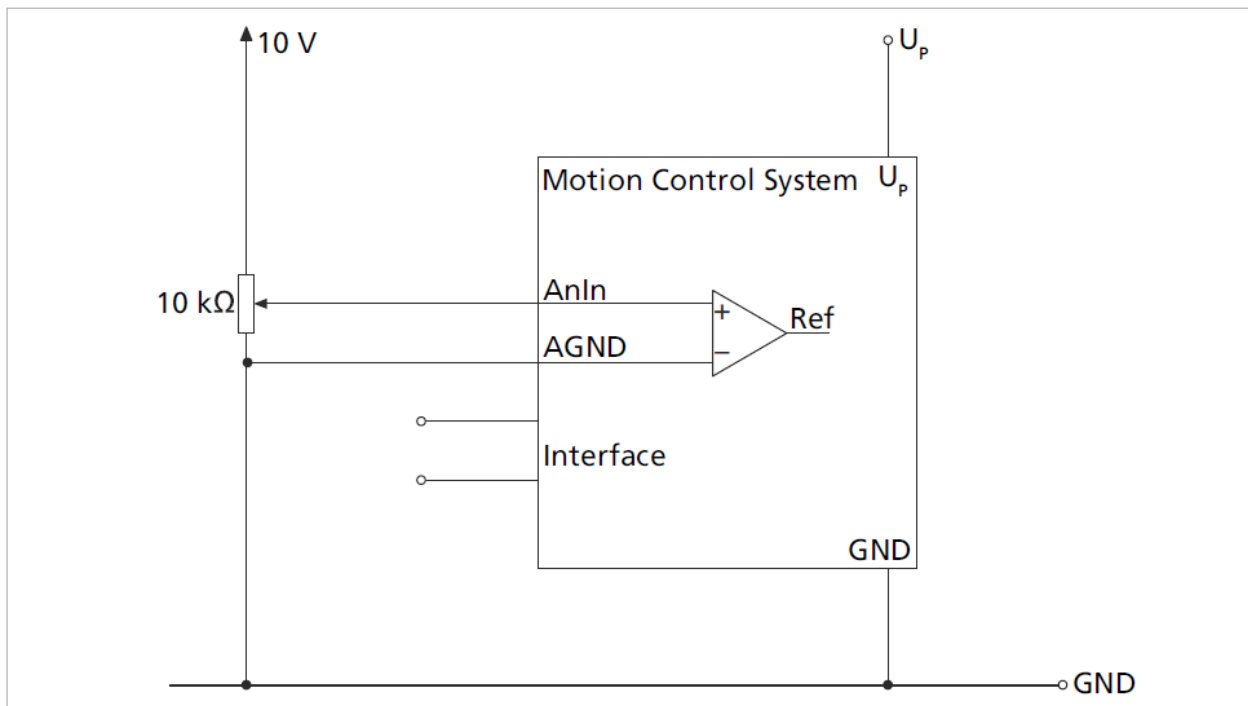 10 V
U_P
Motion Control System U_P
AnIn
10 kΩ
+
Ref
AGND
−
Interface
GND
GND